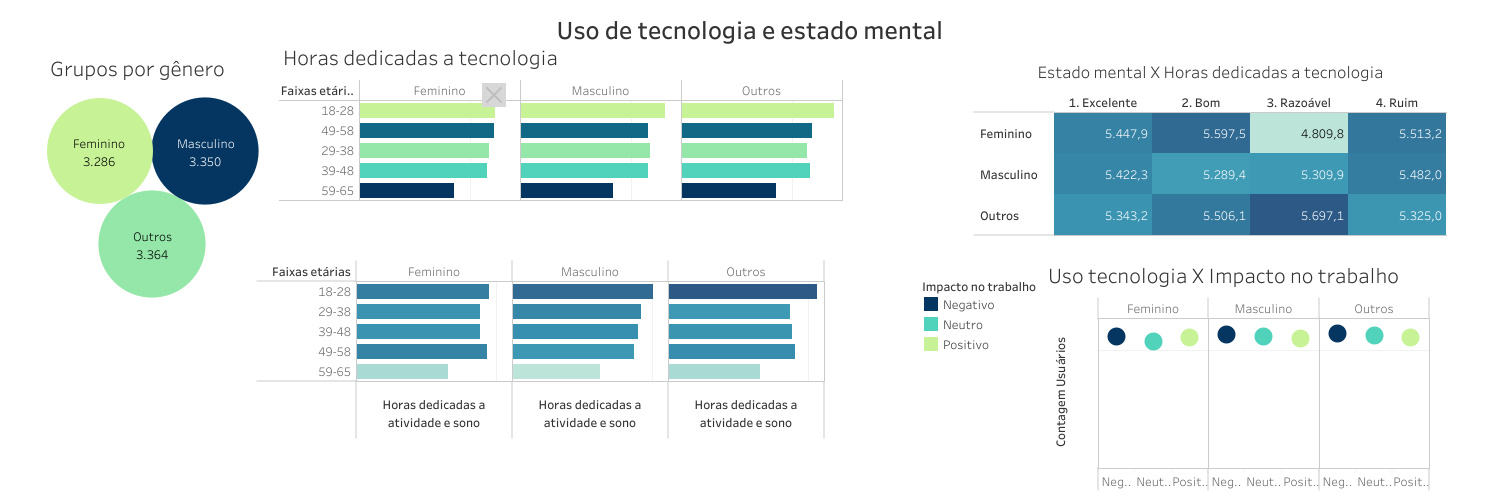 Uso de tecnologia e estado mental
Grupos por gênero
Feminino
3.286
Masculino
3.350
Outros
3.364
Horas dedicadas a tecnologia
Faixas etári.. Feminino Masculino Outros
18-28
49-58
29-38
39-48
59-65
Faixas etárias Feminino Masculino Outros
18-28
29-38
39-48
49-58
59-65
Horas dedicadas a
atividade e sono
Horas dedicadas a
atividade e sono
Horas dedicadas a
atividade e sono
Estado mental X Horas dedicadas a tecnologia
1. Excelente 2. Bom 3. Razoável 4. Ruim
Feminino 5.447,9 5.597,5 4.809,8 5.513,2
Masculino 5.422,3 5.289,4 5.309,9 5.482,0
Outros 5.343,2 5.506,1 5.697,1 5.325,0
Impacto no trabalho
Negativo
Neutro
Positivo
Uso tecnologia X Impacto no trabalho
Feminino Masculino Outros
Contagem Usuários
Neg.. Neut.. Posit.. Neg.. Neut.. Posit.. Neg.. Neut.. Posit..